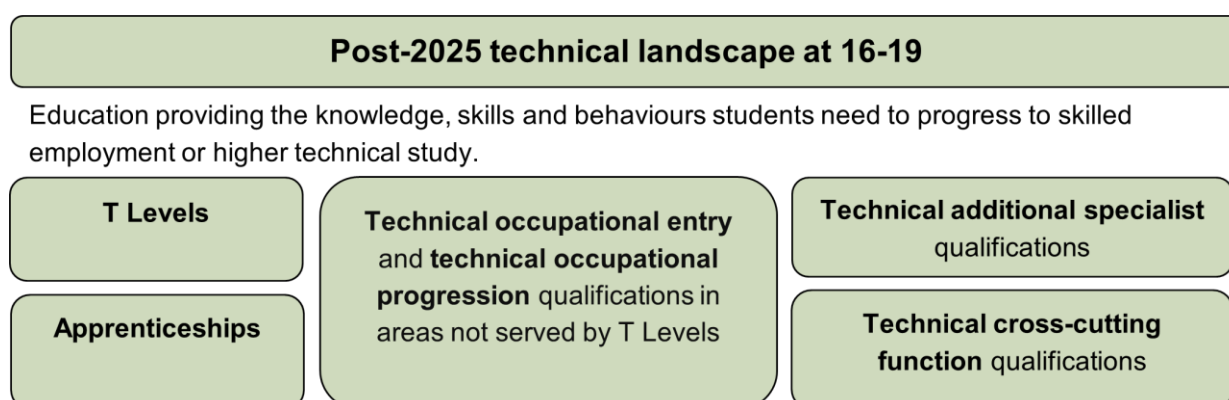 Post-2025 technical landscape at 16-19
Education providing the knowledge, skills and behaviours students need to progress to skilled
employment or higher technical study.
T Levels
Apprenticeships
Technical occupational entry
and technical occupational
progression qualifications in
areas not served by T Levels
Technical additional specialist
qualifications
Technical cross-cutting
function qualifications